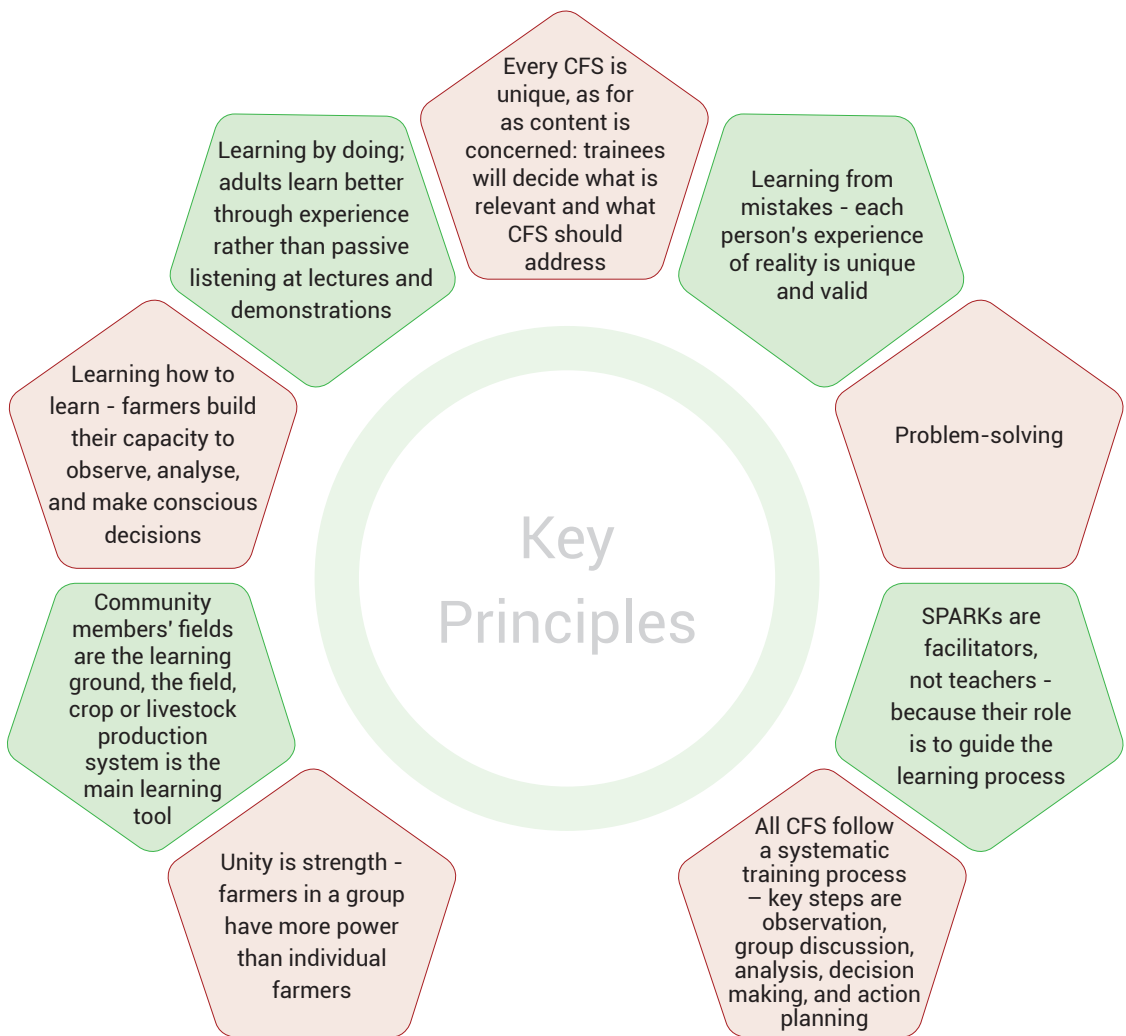 Every CFS is
unique, as for
as content is
concerned: trainees
will decide what is
relevant and what
CFS should
address
Learning by doing;
adults learn better
through experience
rather than passive
listening at lectures and
demonstrations
Learning from
mistakes - each
person's experience
of reality is unique
and valid
Learning how to
learn - farmers build
their capacity to
observe, analyse,
and make conscious
decisions
Problem-solving
Key
Principles
Community
members' fields
are the learning
ground, the field,
crop or livestock
production
system is the
main learning
tool
SPARKs are
facilitators,
not teachers -
because their role
is to guide the
learning process
Unity is strength -
farmers in a group
have more power
than individual
farmers
All CFS follow
a systematic
training process
– key steps are
observation,
group discussion,
analysis, decision
making, and action
planning